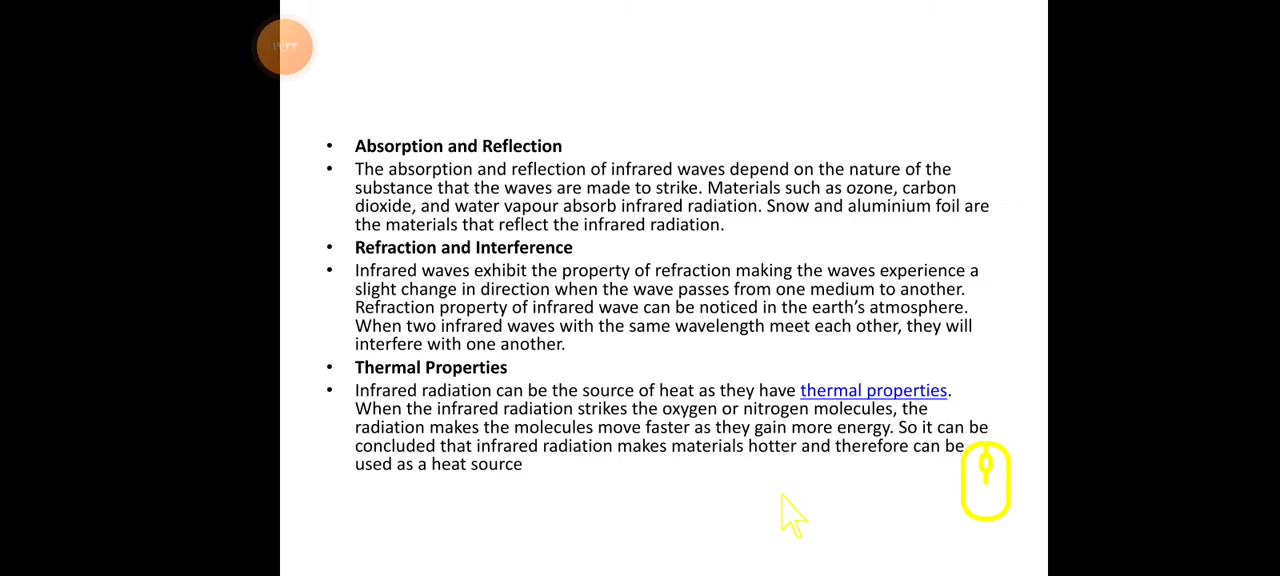 ١٩:٢٢
• Absorption and Reflection
• The absorption and reflection of infrared waves depend on the nature of the
substance that the waves are made to strike. Materials such as ozone, carbon
dioxide, and water vapour absorb infrared radiation. Snow and aluminium foil are
the materials that reflect the infrared radiation.
• Refraction and Interference
• Infrared waves exhibit the property of refraction making the waves experience a
slight change in direction when the wave passes from one medium to another.
Refraction property of infrared wave can be noticed in the earth’s atmosphere.
When two infrared waves with the same wavelength meet each other, they will
interfere with one another.
• Thermal Properties
• Infrared radiation can be the source of heat as they have thermal properties.
When the infrared radiation strikes the oxygen or nitrogen molecules, the
radiation makes the molecules move faster as they gain more energy. So it can be
concluded that infrared radiation makes materials hotter and therefore can be
used as a heat source